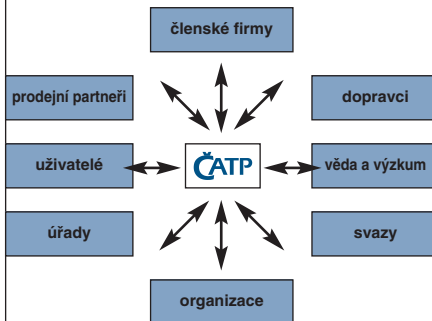 členské firmy
prodejní partneři
dopravci
uživatelé
ČATP
věda a výzkum
úřady
svazy
organizace